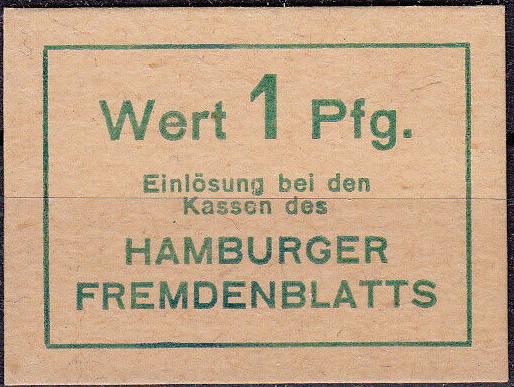 Wert 1 Pfg.
Einlösung bei den
Kassen des
HAMBURGER
FREMDENBLATTS